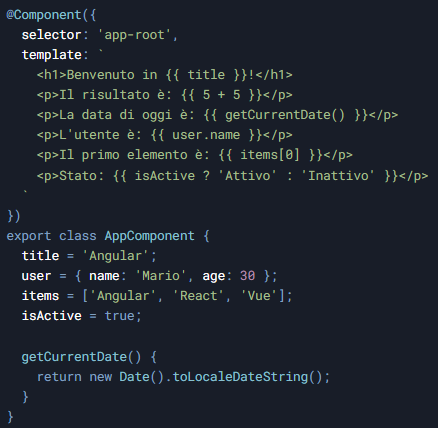 @Component({
  selector: 'app-root',
  template: `
    <h1>Benvenuto in {{ title }}!</h1>
    <p>Il risultato è: {{ 5 + 5 }}</p>
    <p>La data di oggi è: {{ getCurrentDate() }}</p>
    <p>L'utente è: {{ user.name }}</p>
    <p>Il primo elemento è: {{ items[0] }}</p>
    <p>Stato: {{ isActive ? 'Attivo' : 'Inattivo' }}</p>
  `
})
export class AppComponent {
  title = 'Angular';
  user = { name: 'Mario', age: 30 };
  items = ['Angular', 'React', 'Vue'];
  isActive = true;

  getCurrentDate() {
    return new Date().toLocaleDateString();
  }
}